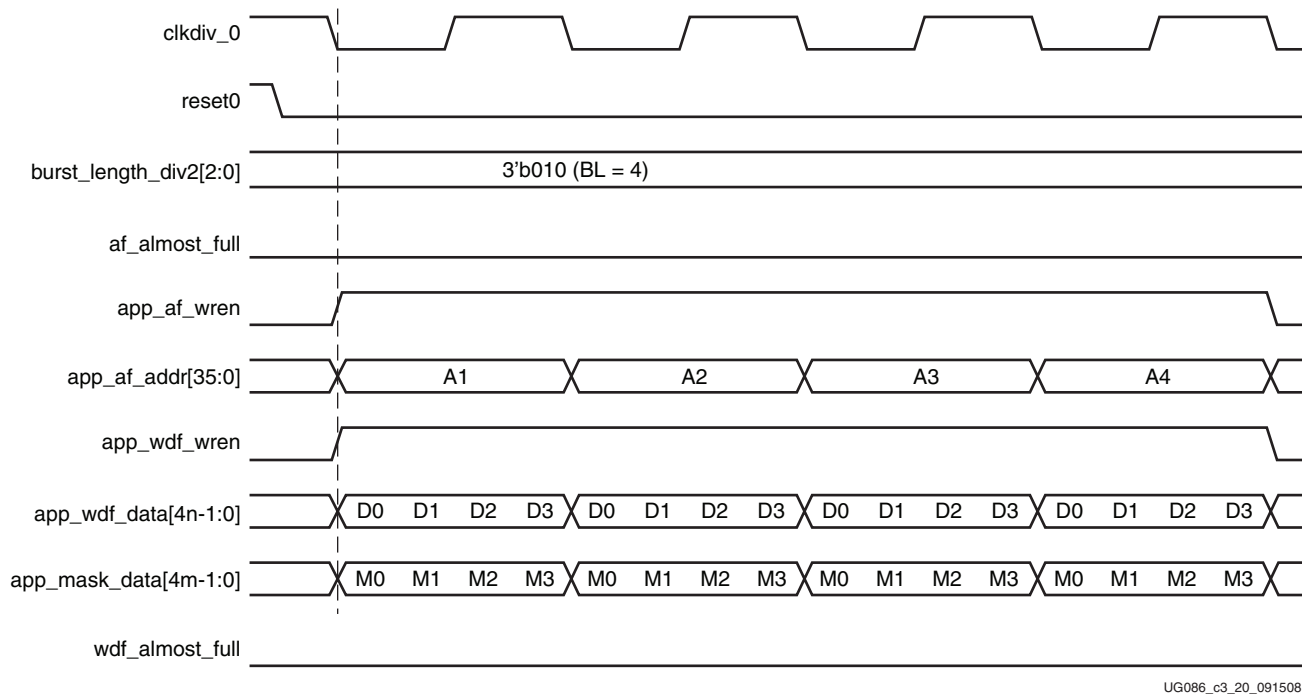 clkdiv_0
reset0
burst_length_div2[2:0] 3’b010 (BL = 4)
af_almost_full
app_af_wren
app_af_addr[35:0] A1 A2 A3 A4
app_wdf_wren
app_wdf_data[4n-1:0] D0 D1 D2 D3 D0 D1 D2 D3 D0 D1 D2 D3 D0 D1 D2 D3
app_mask_data[4m-1:0] M0 M1 M2 M3 M0 M1 M2 M3 M0 M1 M2 M3 M0 M1 M2 M3
wdf_almost_full
UG086_c3_20_091508